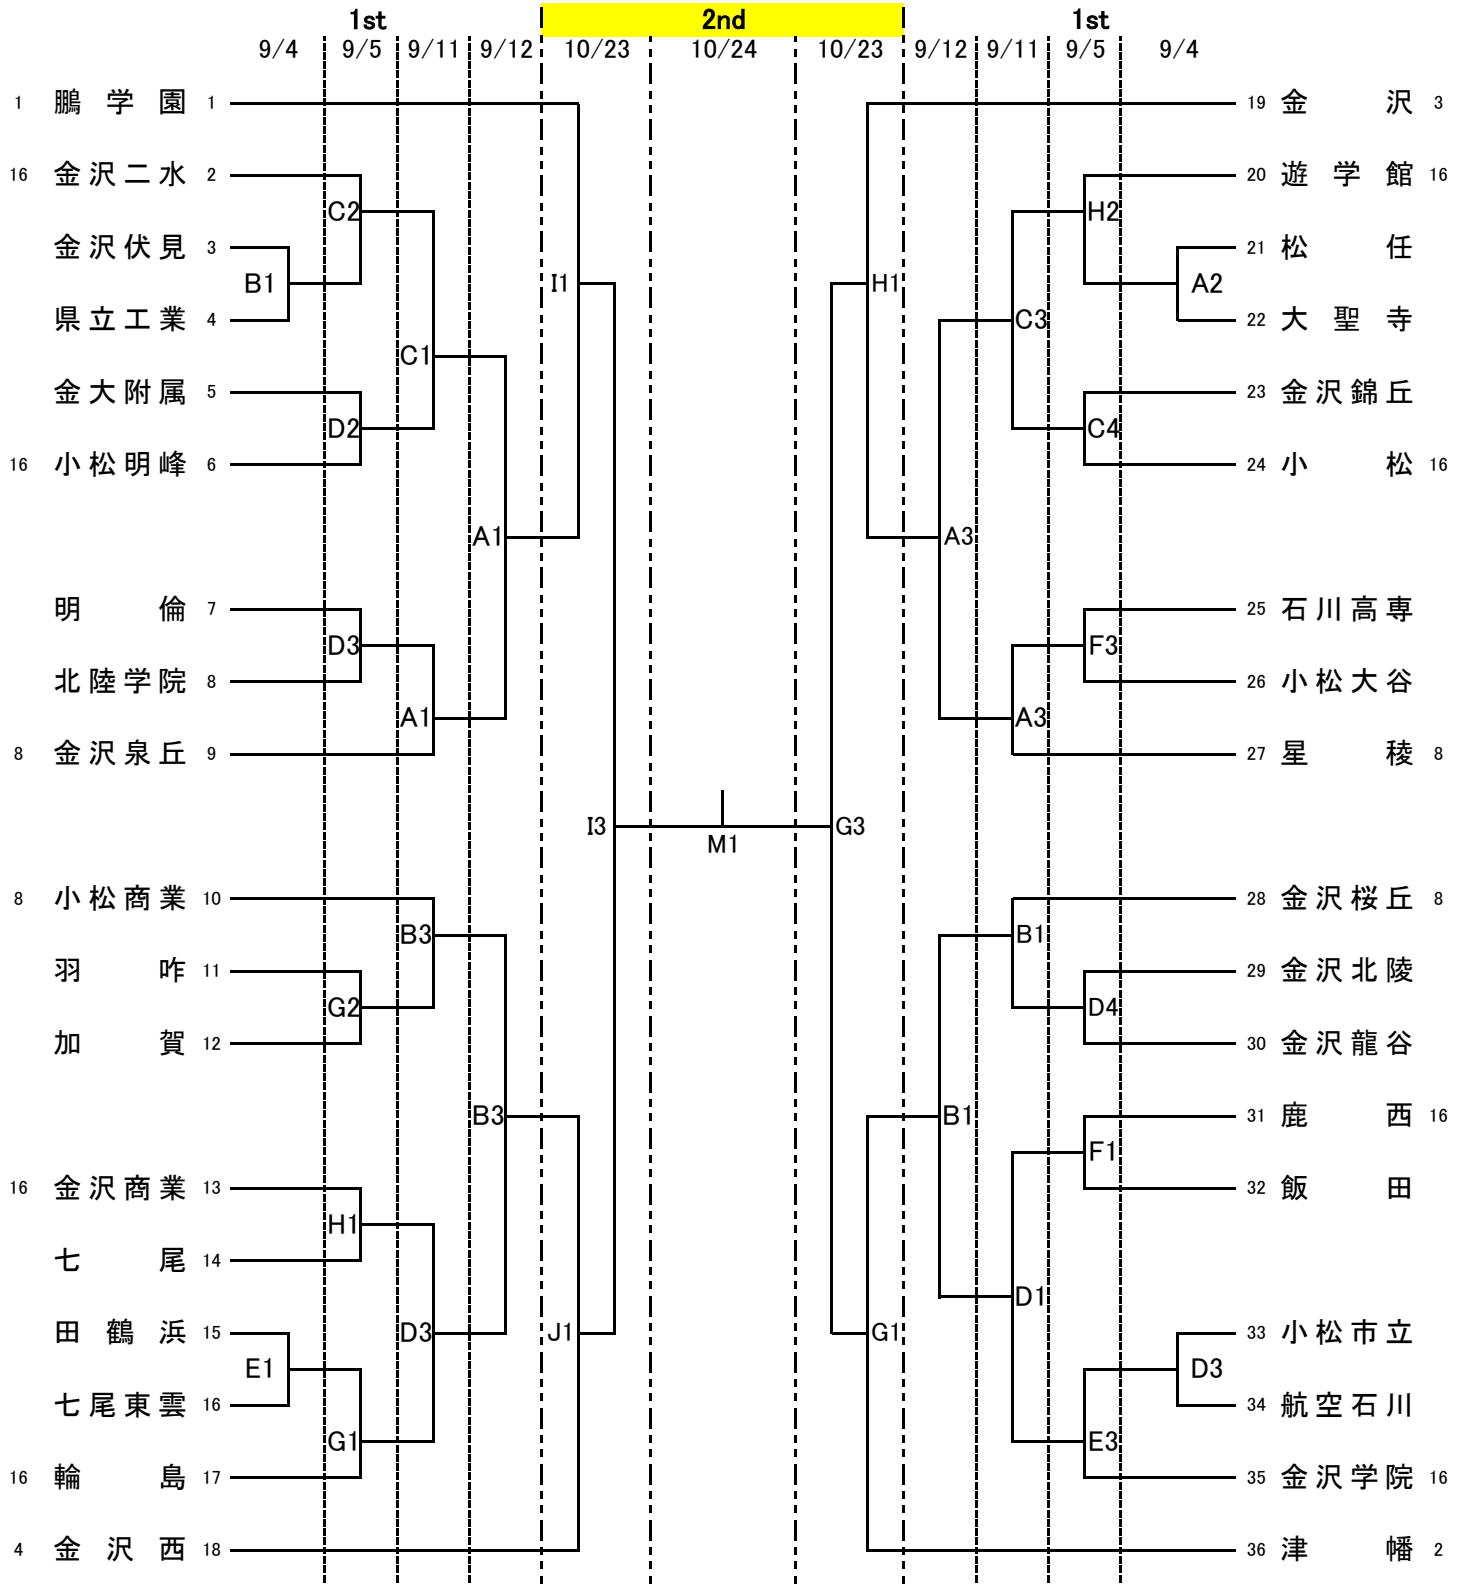 1st 2nd 1st
9/4 9/5 9/11 9/12 10/23 10/24 10/23 9/12 9/11 9/5 9/4
1 鵬学園 1 19 金沢 3
16 金沢二水 2 20 遊学館 16
C2 H2
金沢伏見 3 21 松任
B1 I1 H1 A2
県立工業 4 C3 22 大聖寺
C1
金大附属 5 23 金沢錦丘
D2 C4
16 小松明峰 6 24 小松 16
A1 A3
明倫 7 25 石川高専
D3 F3
北陸学院 8 26 小松大谷
A1 A3
8 金沢泉丘 9 27 星稜 8
I3 G3
M1
8 小松商業 10 28 金沢桜丘 8
B3 B1
羽咋 11 29 金沢北陵
G2 D4
加賀 12 30 金沢龍谷
B3 B1 31 鹿西 16
F1
16 金沢商業 13 32 飯田
H1
七尾 14
D1
田鶴浜 15 D3 J1 G1 33 小松市立
E1 D3
七尾東雲 16 34 航空石川
G1 E3
16 輪島 17 35 金沢学院 16
4 金沢西 18 36 津幡 2